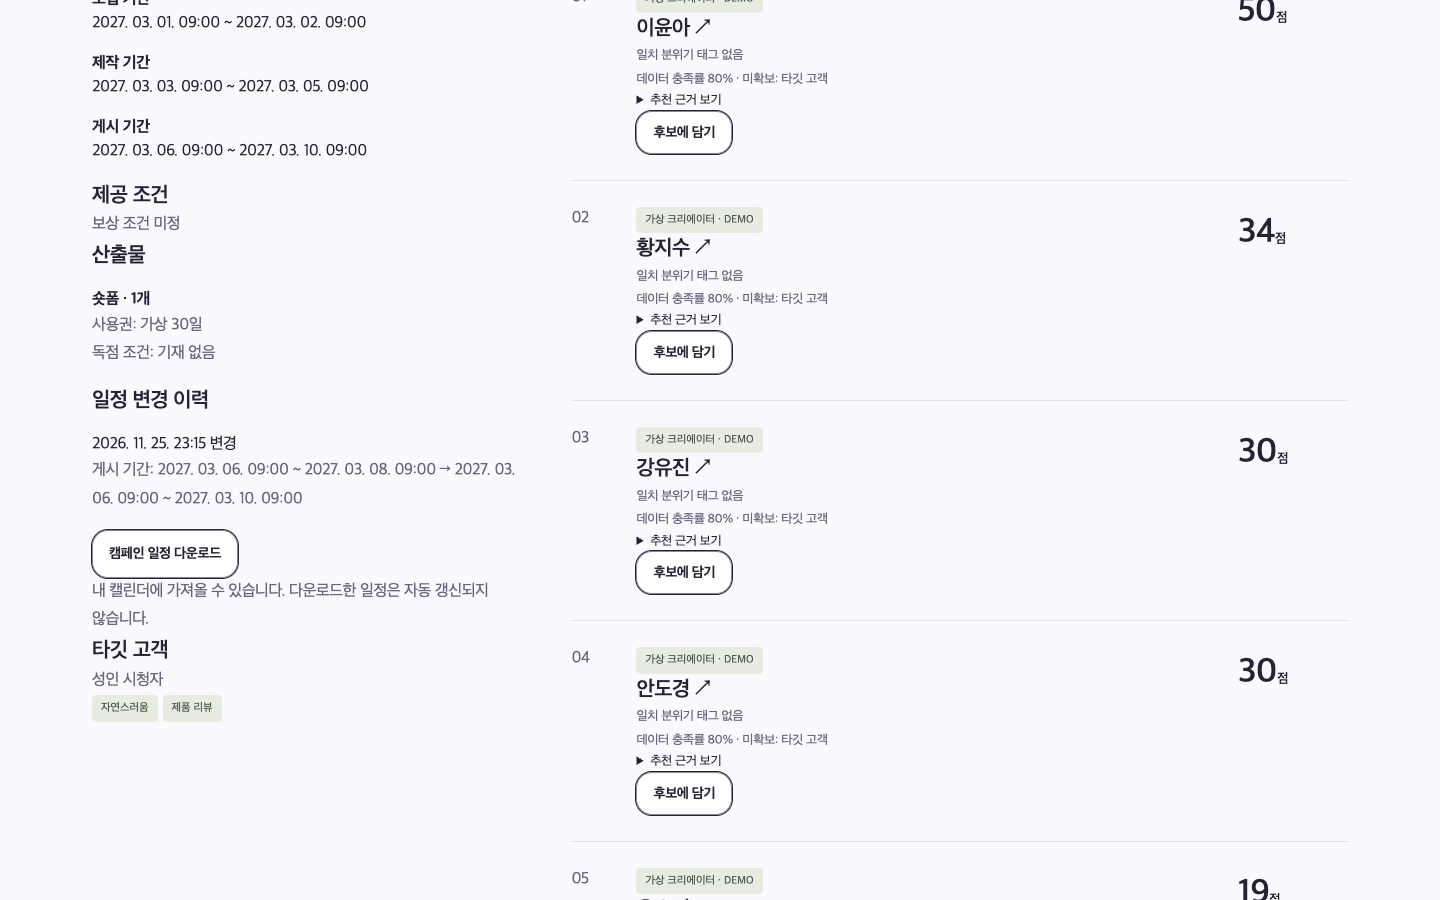 2027. 03. 01. 09:00 ~ 2027. 03. 02. 09:00
제작 기간
2027. 03. 03. 09:00 ~ 2027. 03. 05. 09:00
게시 기간
2027. 03. 06. 09:00 ~ 2027. 03. 10. 09:00
제공 조건
보상 조건 미정
산출물
숏폼 · 1개
사용권: 가상 30일
독점 조건: 기재 없음
일정 변경 이력
2026. 11. 25. 23:15 변경
게시 기간: 2027. 03. 06. 09:00 ~ 2027. 03. 08. 09:00 → 2027. 03.
06. 09:00 ~ 2027. 03. 10. 09:00
캠페인 일정 다운로드
내 캘린더에 가져올 수 있습니다. 다운로드한 일정은 자동 갱신되지
않습니다.
타깃 고객
성인 시청자
자연스러움 제품 리뷰
가상 크리에이터 · DEMO
이윤아 ↗
50점
일치 분위기 태그 없음
데이터 충족률 80% · 미확보: 타깃 고객
▶ 추천 근거 보기
후보에 담기
02
가상 크리에이터 · DEMO
황지수 ↗
34점
일치 분위기 태그 없음
데이터 충족률 80% · 미확보: 타깃 고객
▶ 추천 근거 보기
후보에 담기
03
가상 크리에이터 · DEMO
강유진 ↗
30점
일치 분위기 태그 없음
데이터 충족률 80% · 미확보: 타깃 고객
▶ 추천 근거 보기
후보에 담기
04
가상 크리에이터 · DEMO
안도경 ↗
30점
일치 분위기 태그 없음
데이터 충족률 80% · 미확보: 타깃 고객
▶ 추천 근거 보기
후보에 담기
05
가상 크리에이터 · DEMO
19점